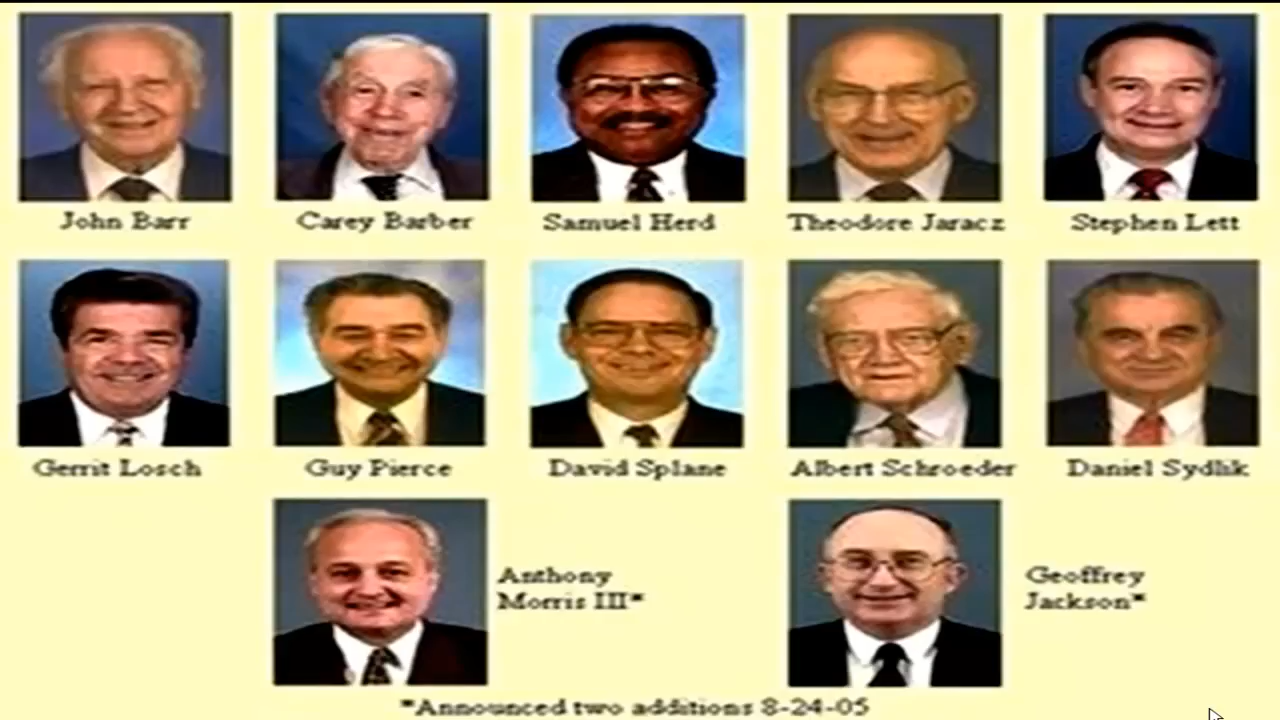 John Barr
Carey Barber
Samuel Herd
Theodore Jaracz
Stephen Lett
Gerrit Losch
Guy Pierce
David Splane
Albert Schroeder
Daniel Sydlik
Anthony
Morris III*
Geoffrey
Jackson*
*Announced two additions 8-24-05